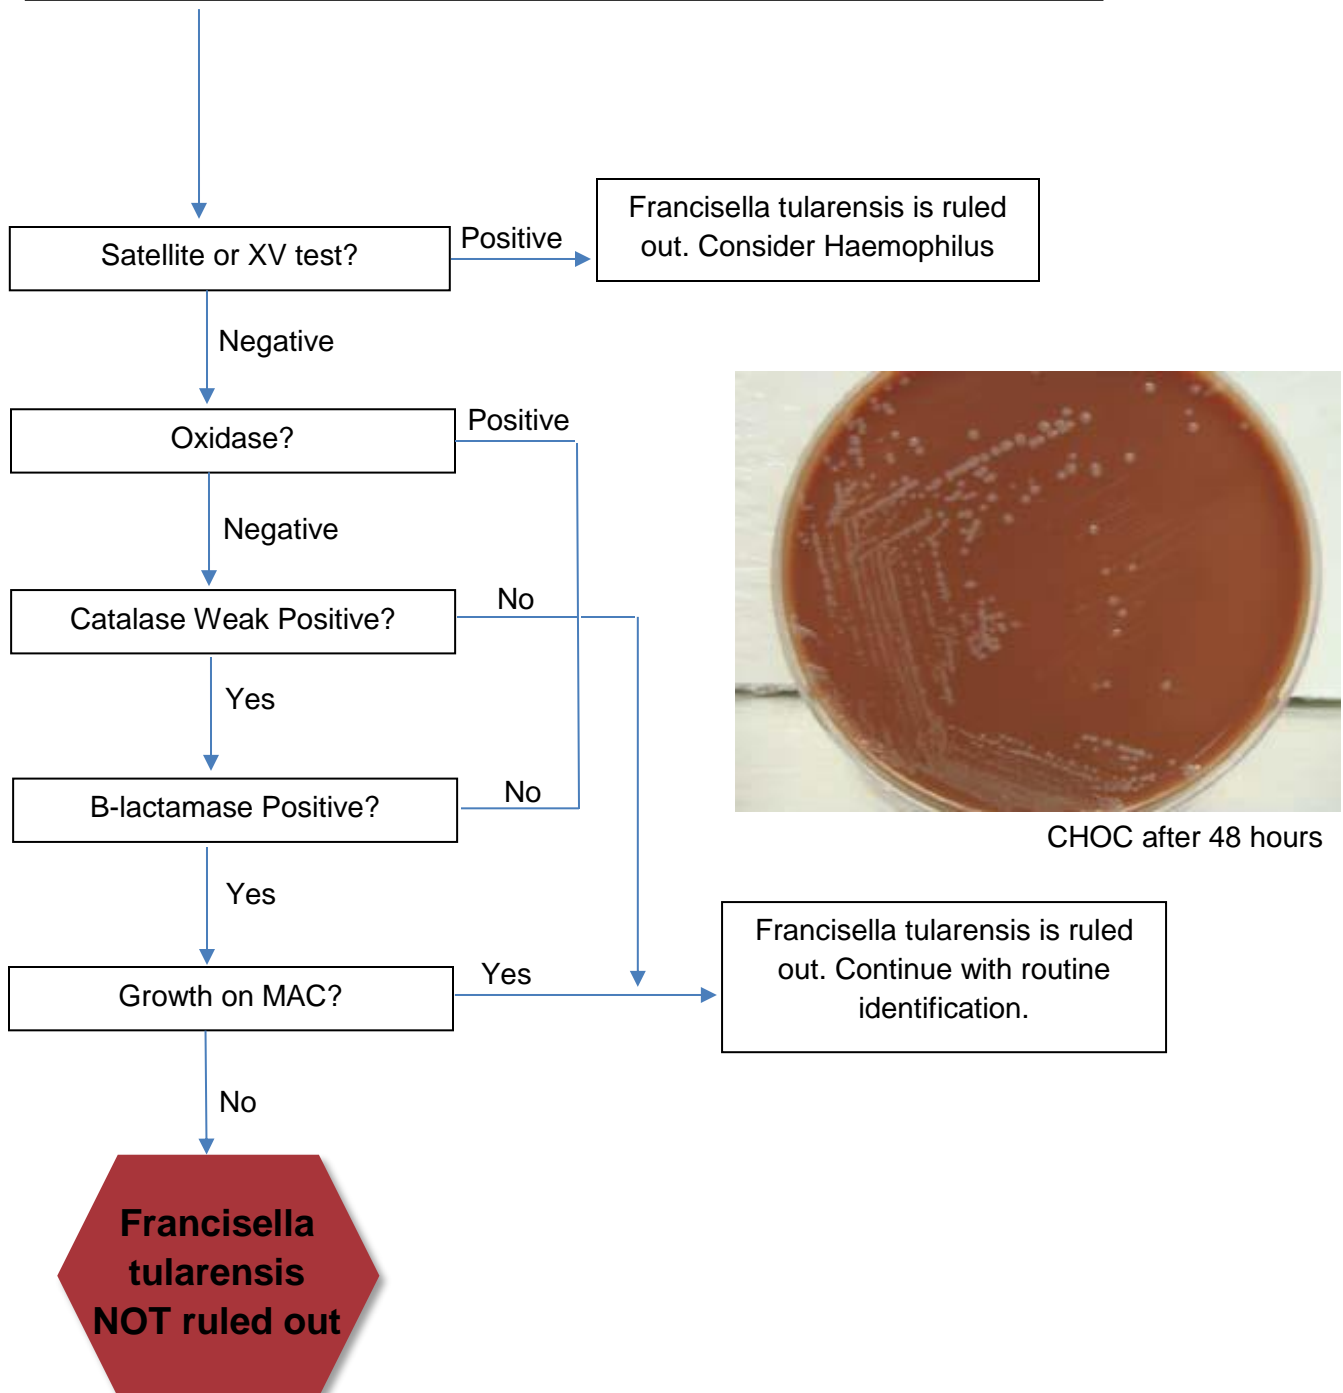 Satellite or XV test?
Positive
Francisella tularensis is ruled
out. Consider Haemophilus
Negative
Oxidase?
Positive
Negative
Catalase Weak Positive?
No
Yes
B-lactamase Positive?
No
CHOC after 48 hours
Yes
Growth on MAC?
Yes
Francisella tularensis is ruled
out. Continue with routine
identification.
No
Francisella
tularensis
NOT ruled out